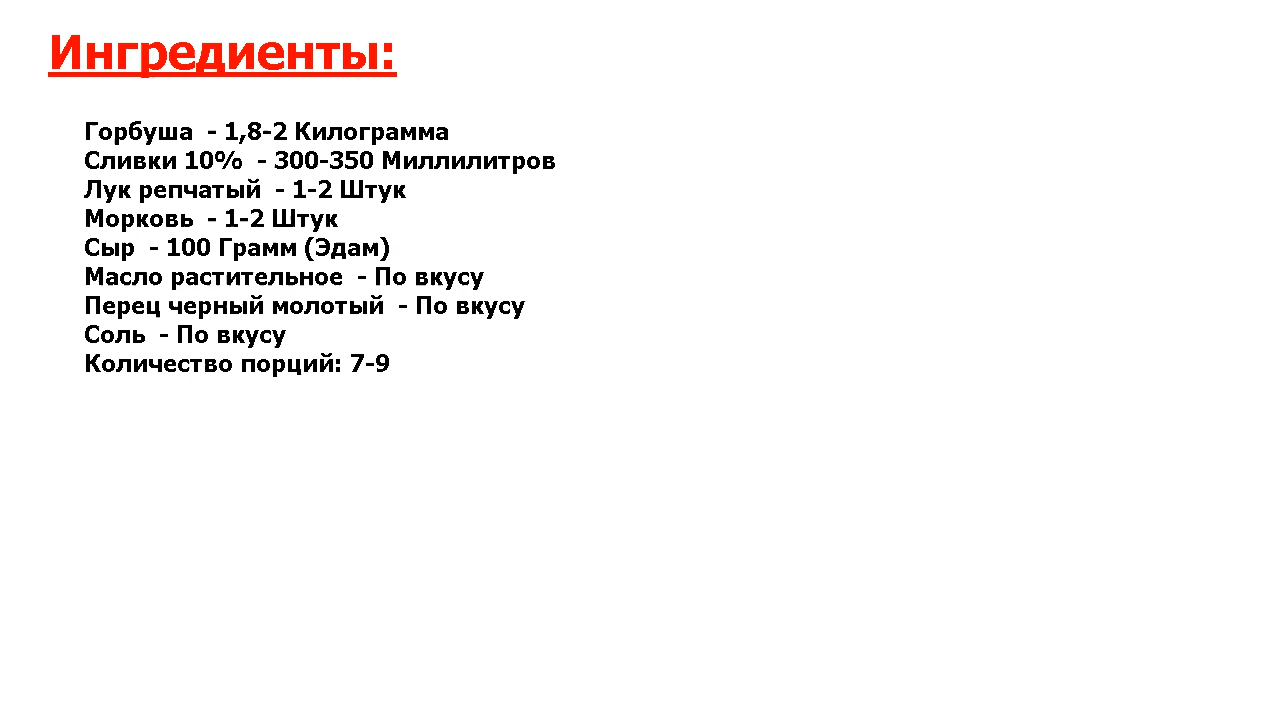 Ингредиенты:
Горбуша  - 1,8-2 Килограмма
Сливки 10%  - 300-350 Миллилитров
Лук репчатый  - 1-2 Штук
Морковь  - 1-2 Штук
Сыр  - 100 Грамм (Эдам)
Масло растительное  - По вкусу
Перец черный молотый  - По вкусу
Соль  - По вкусу
Количество порций: 7-9